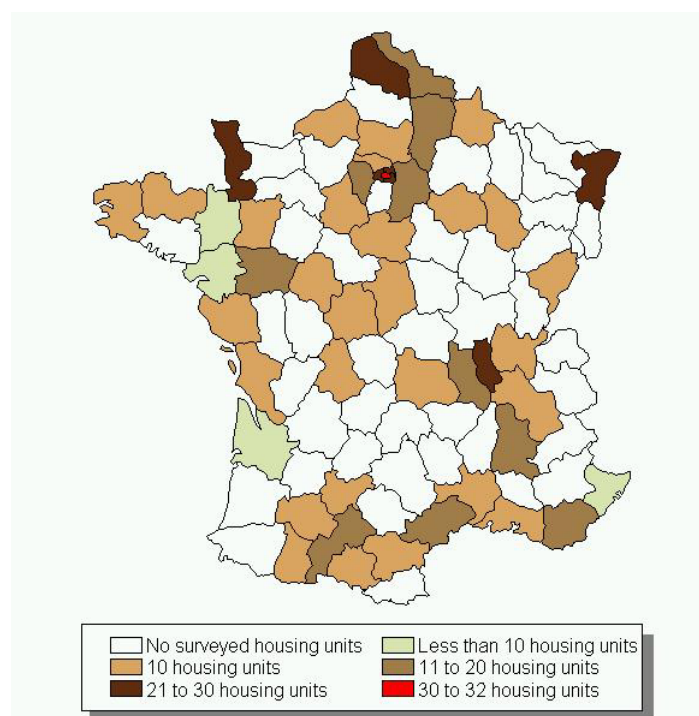 No surveyed housing units
Less than 10 housing units
10 housing units
11 to 20 housing units
21 to 30 housing units
30 to 32 housing units